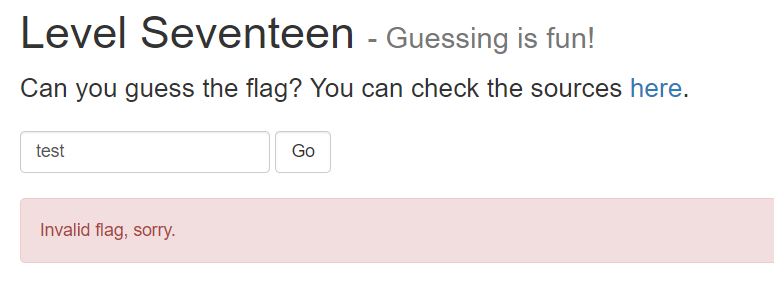 Level Seventeen - Guessing is fun!
Can you guess the flag? You can check the sources here.
test Go
Invalid flag, sorry.